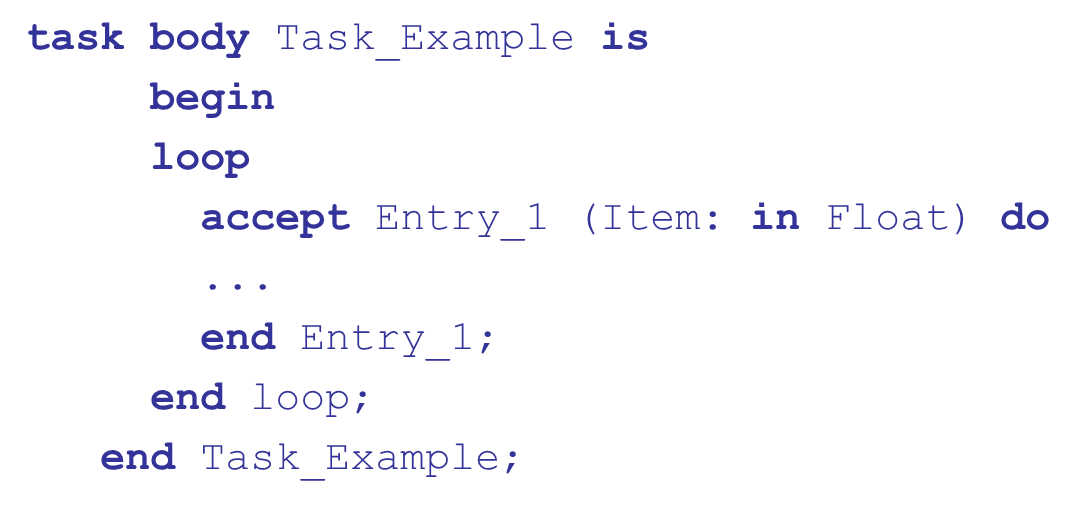 task body Task_Example is
begin
loop
accept Entry_1 (Item: in Float) do
...
end Entry_1;
end loop;
end Task_Example;